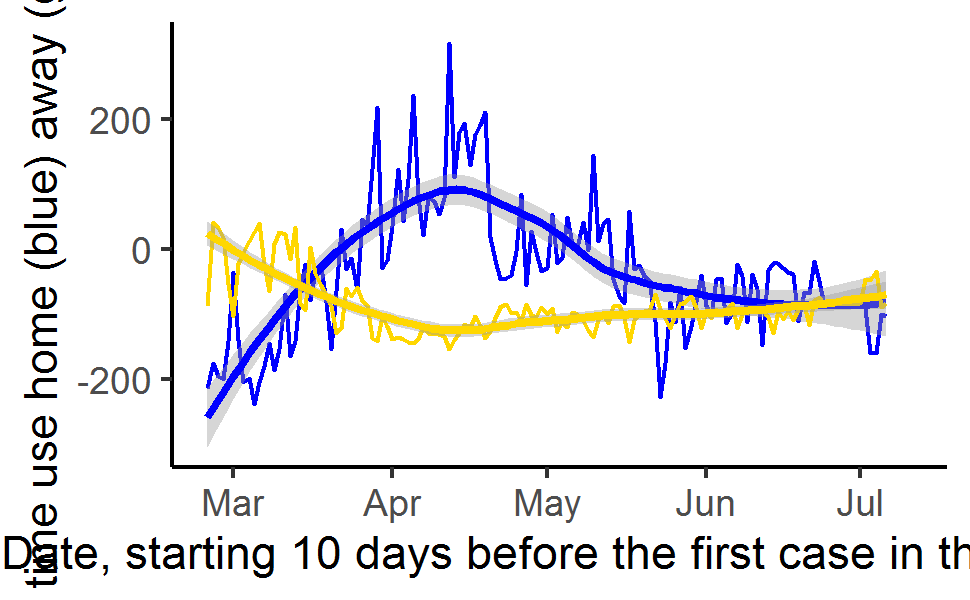 time use home (blue) away (
200
0
-200
Mar Apr May Jun Jul
Date, starting 10 days before the first case in th